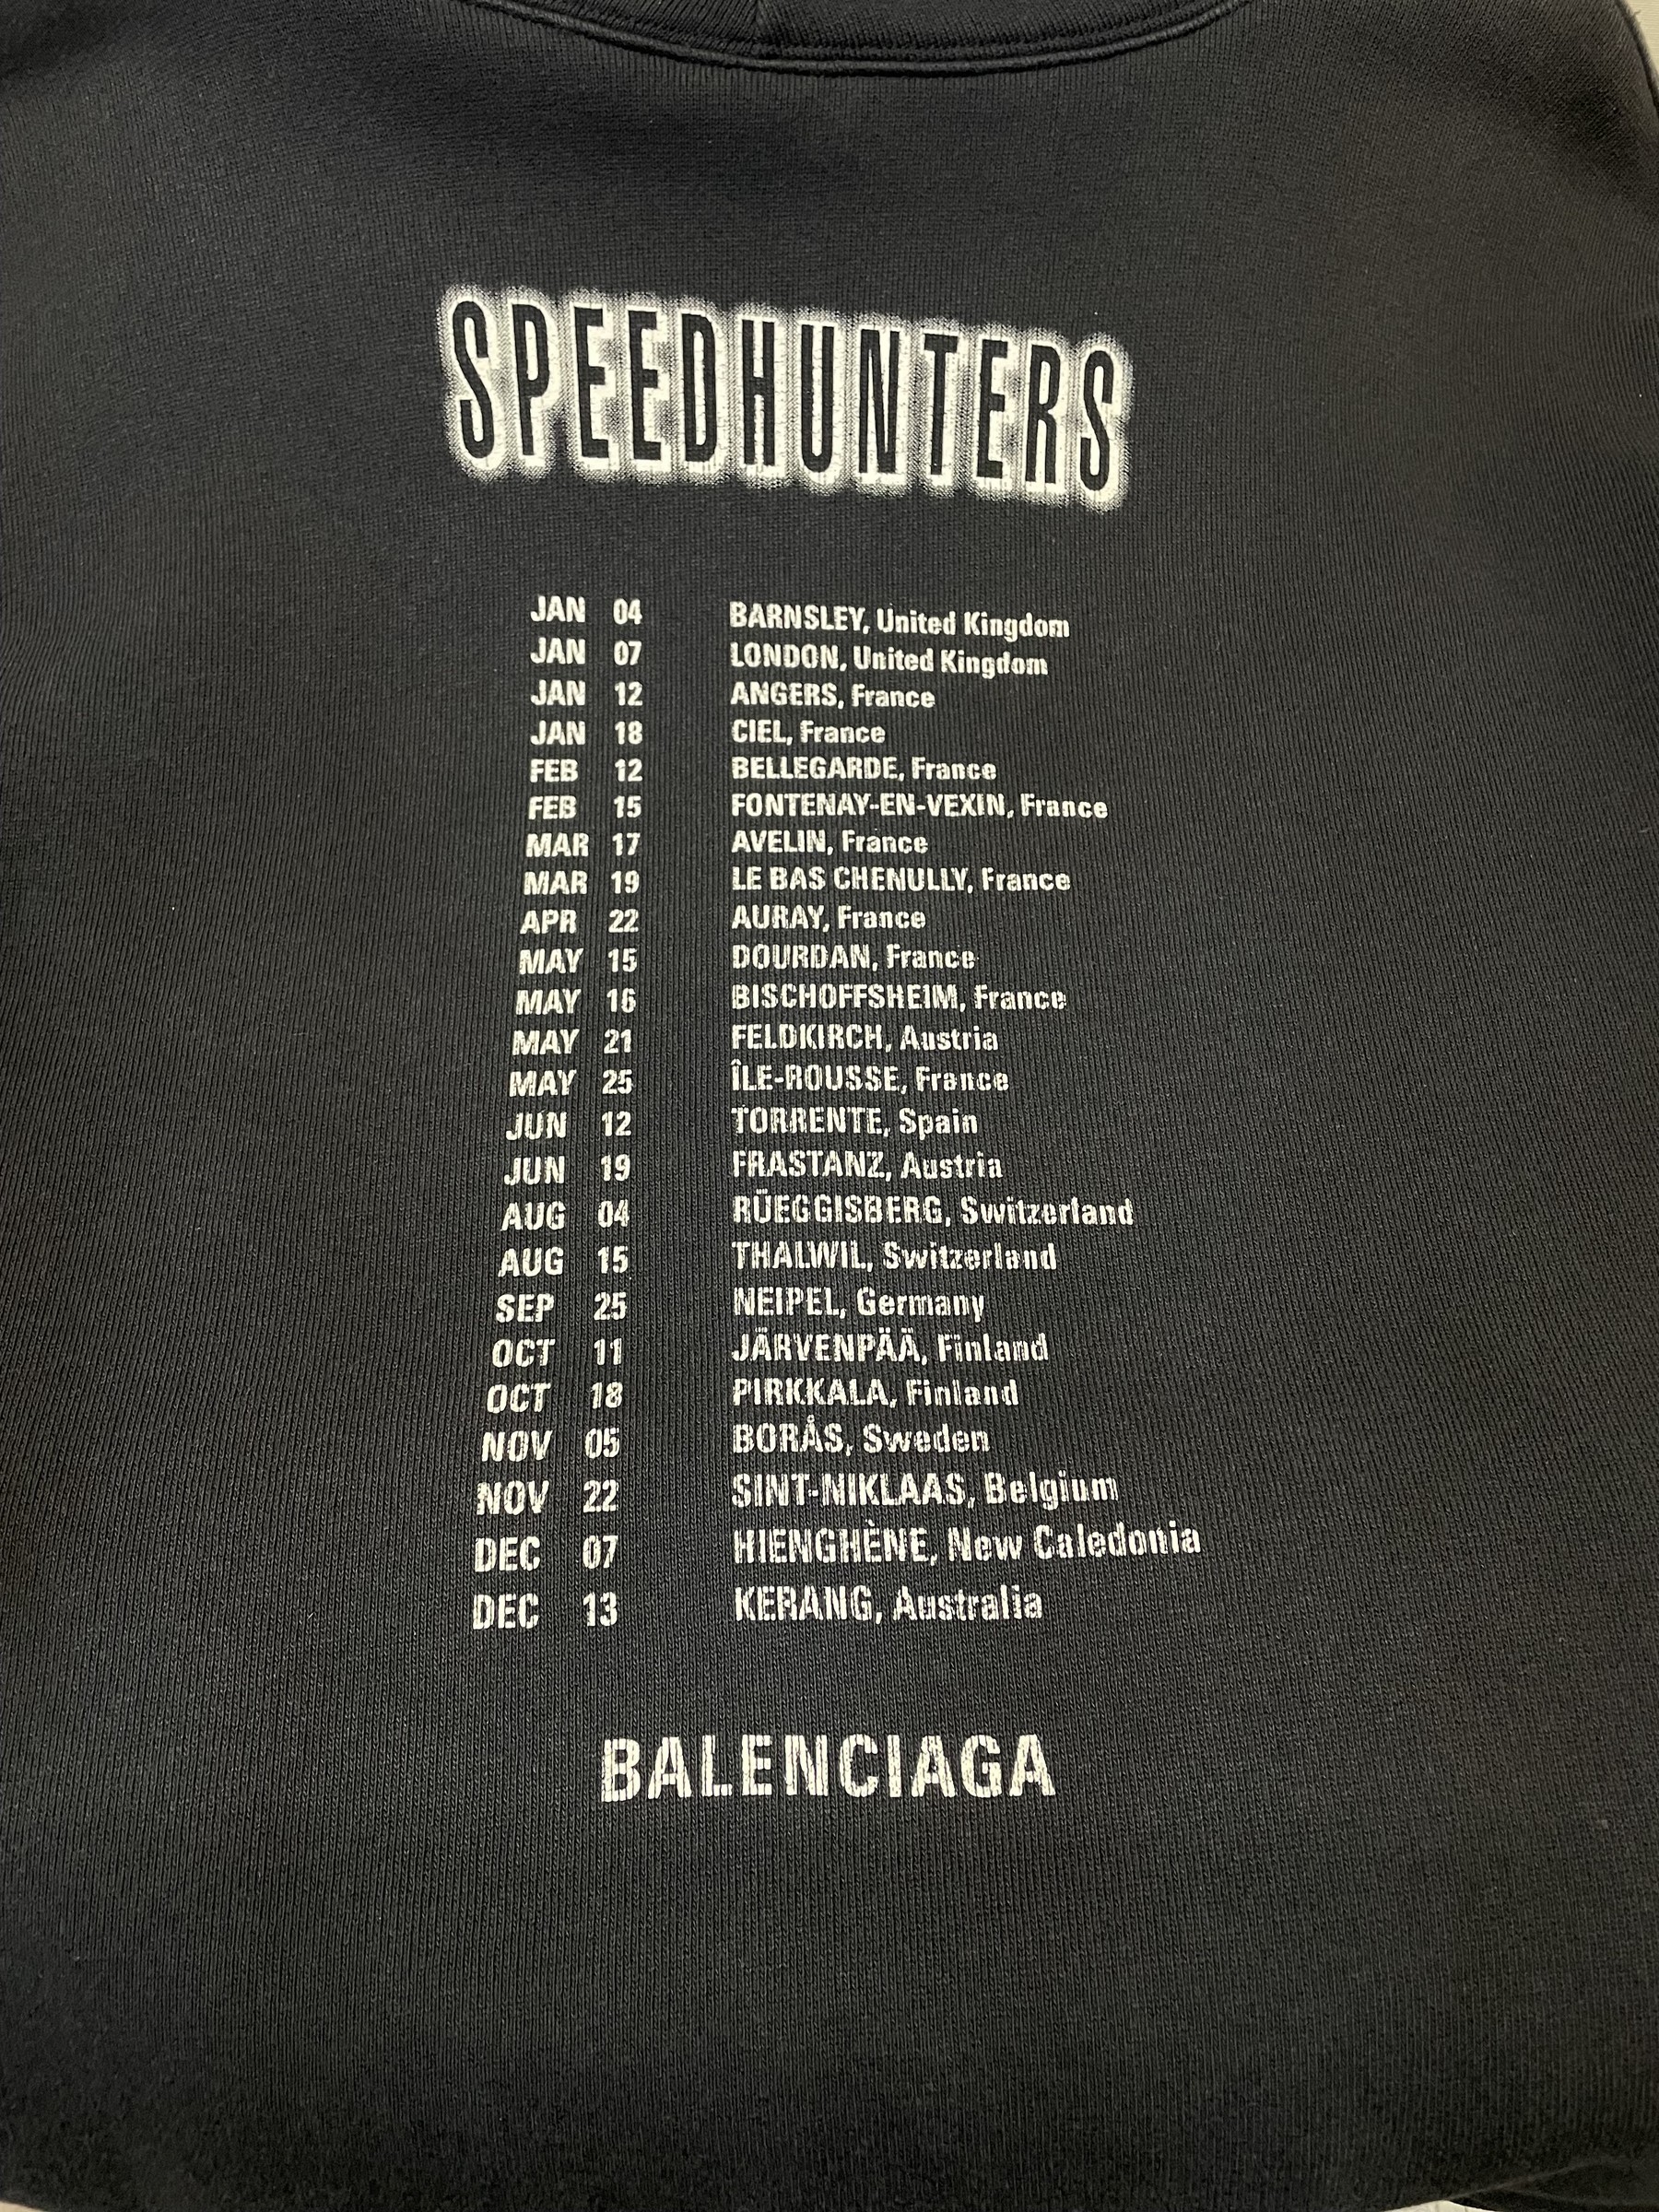 SPEEDHUNTERS
JAN 04 BARNSLEY, United Kingdom
JAN 07 LONDON, United Kingdom
JAN 12 ANGERS, France
JAN 18 CIEL, France
FEB 12 BELLEGARDE, France
FEB 15 FONTENAY-EN-VEXIN, France
MAR 17 AVELIN, France
MAR 19 LE BAS CHENULLY, France
APR 22 AURAY, France
MAY 15 DOURDAN, France
MAY 16 BISCHOFFSHEIM, France
MAY 21 FELDKIRCH, Austria
MAY 25 ÎLE-ROUSSE, France
JUN 12 TORRENTE, Spain
JUN 19 FRASTANZ, Austria
AUG 04 RÜEGGISBERG, Switzerland
AUG 15 THALWIL, Switzerland
SEP 25 NEIPEL, Germany
OCT 11 JÄRVENPÄÄ, Finland
OCT 18 PIRKKALA, Finland
NOV 05 BORÅS, Sweden
NOV 22 SINT-NIKLAAS, Belgium
DEC 07 HIENGHÈNE, New Caledonia
DEC 13 KERANG, Australia
BALENCIAGA